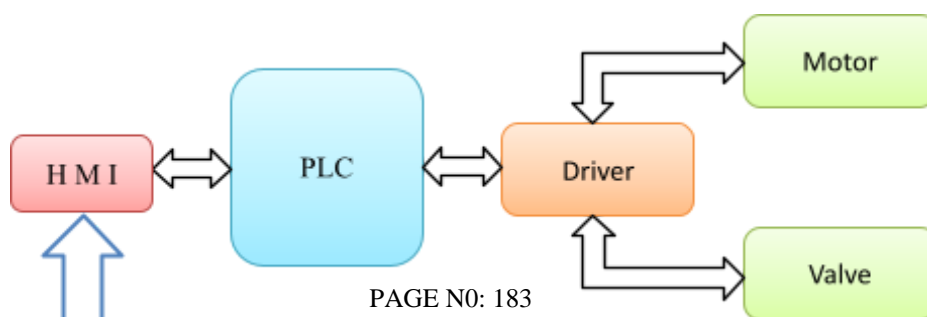 Motor
H M I
PLC
Driver
Valve
PAGE N0: 183